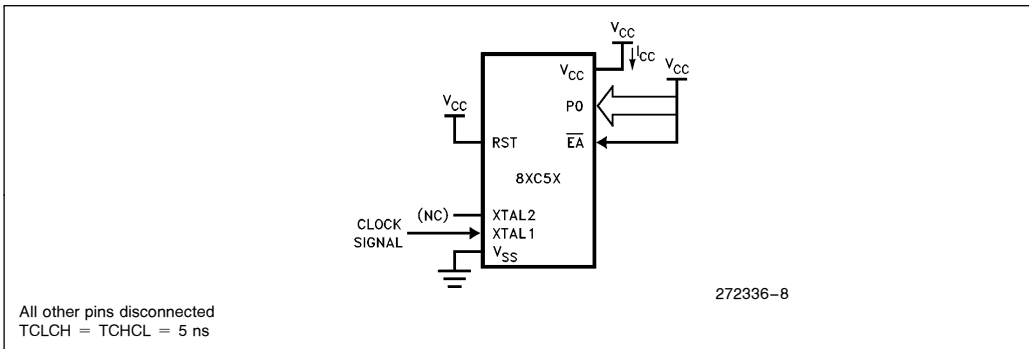 VCC
ICC
VCC
VCC
P0
VCC
RST
EA
8XC5X
(NC)
XTAL2
CLOCK SIGNAL
XTAL1
VSS
272336–8
All other pins disconnected
TCLCH = TCHCL = 5 ns